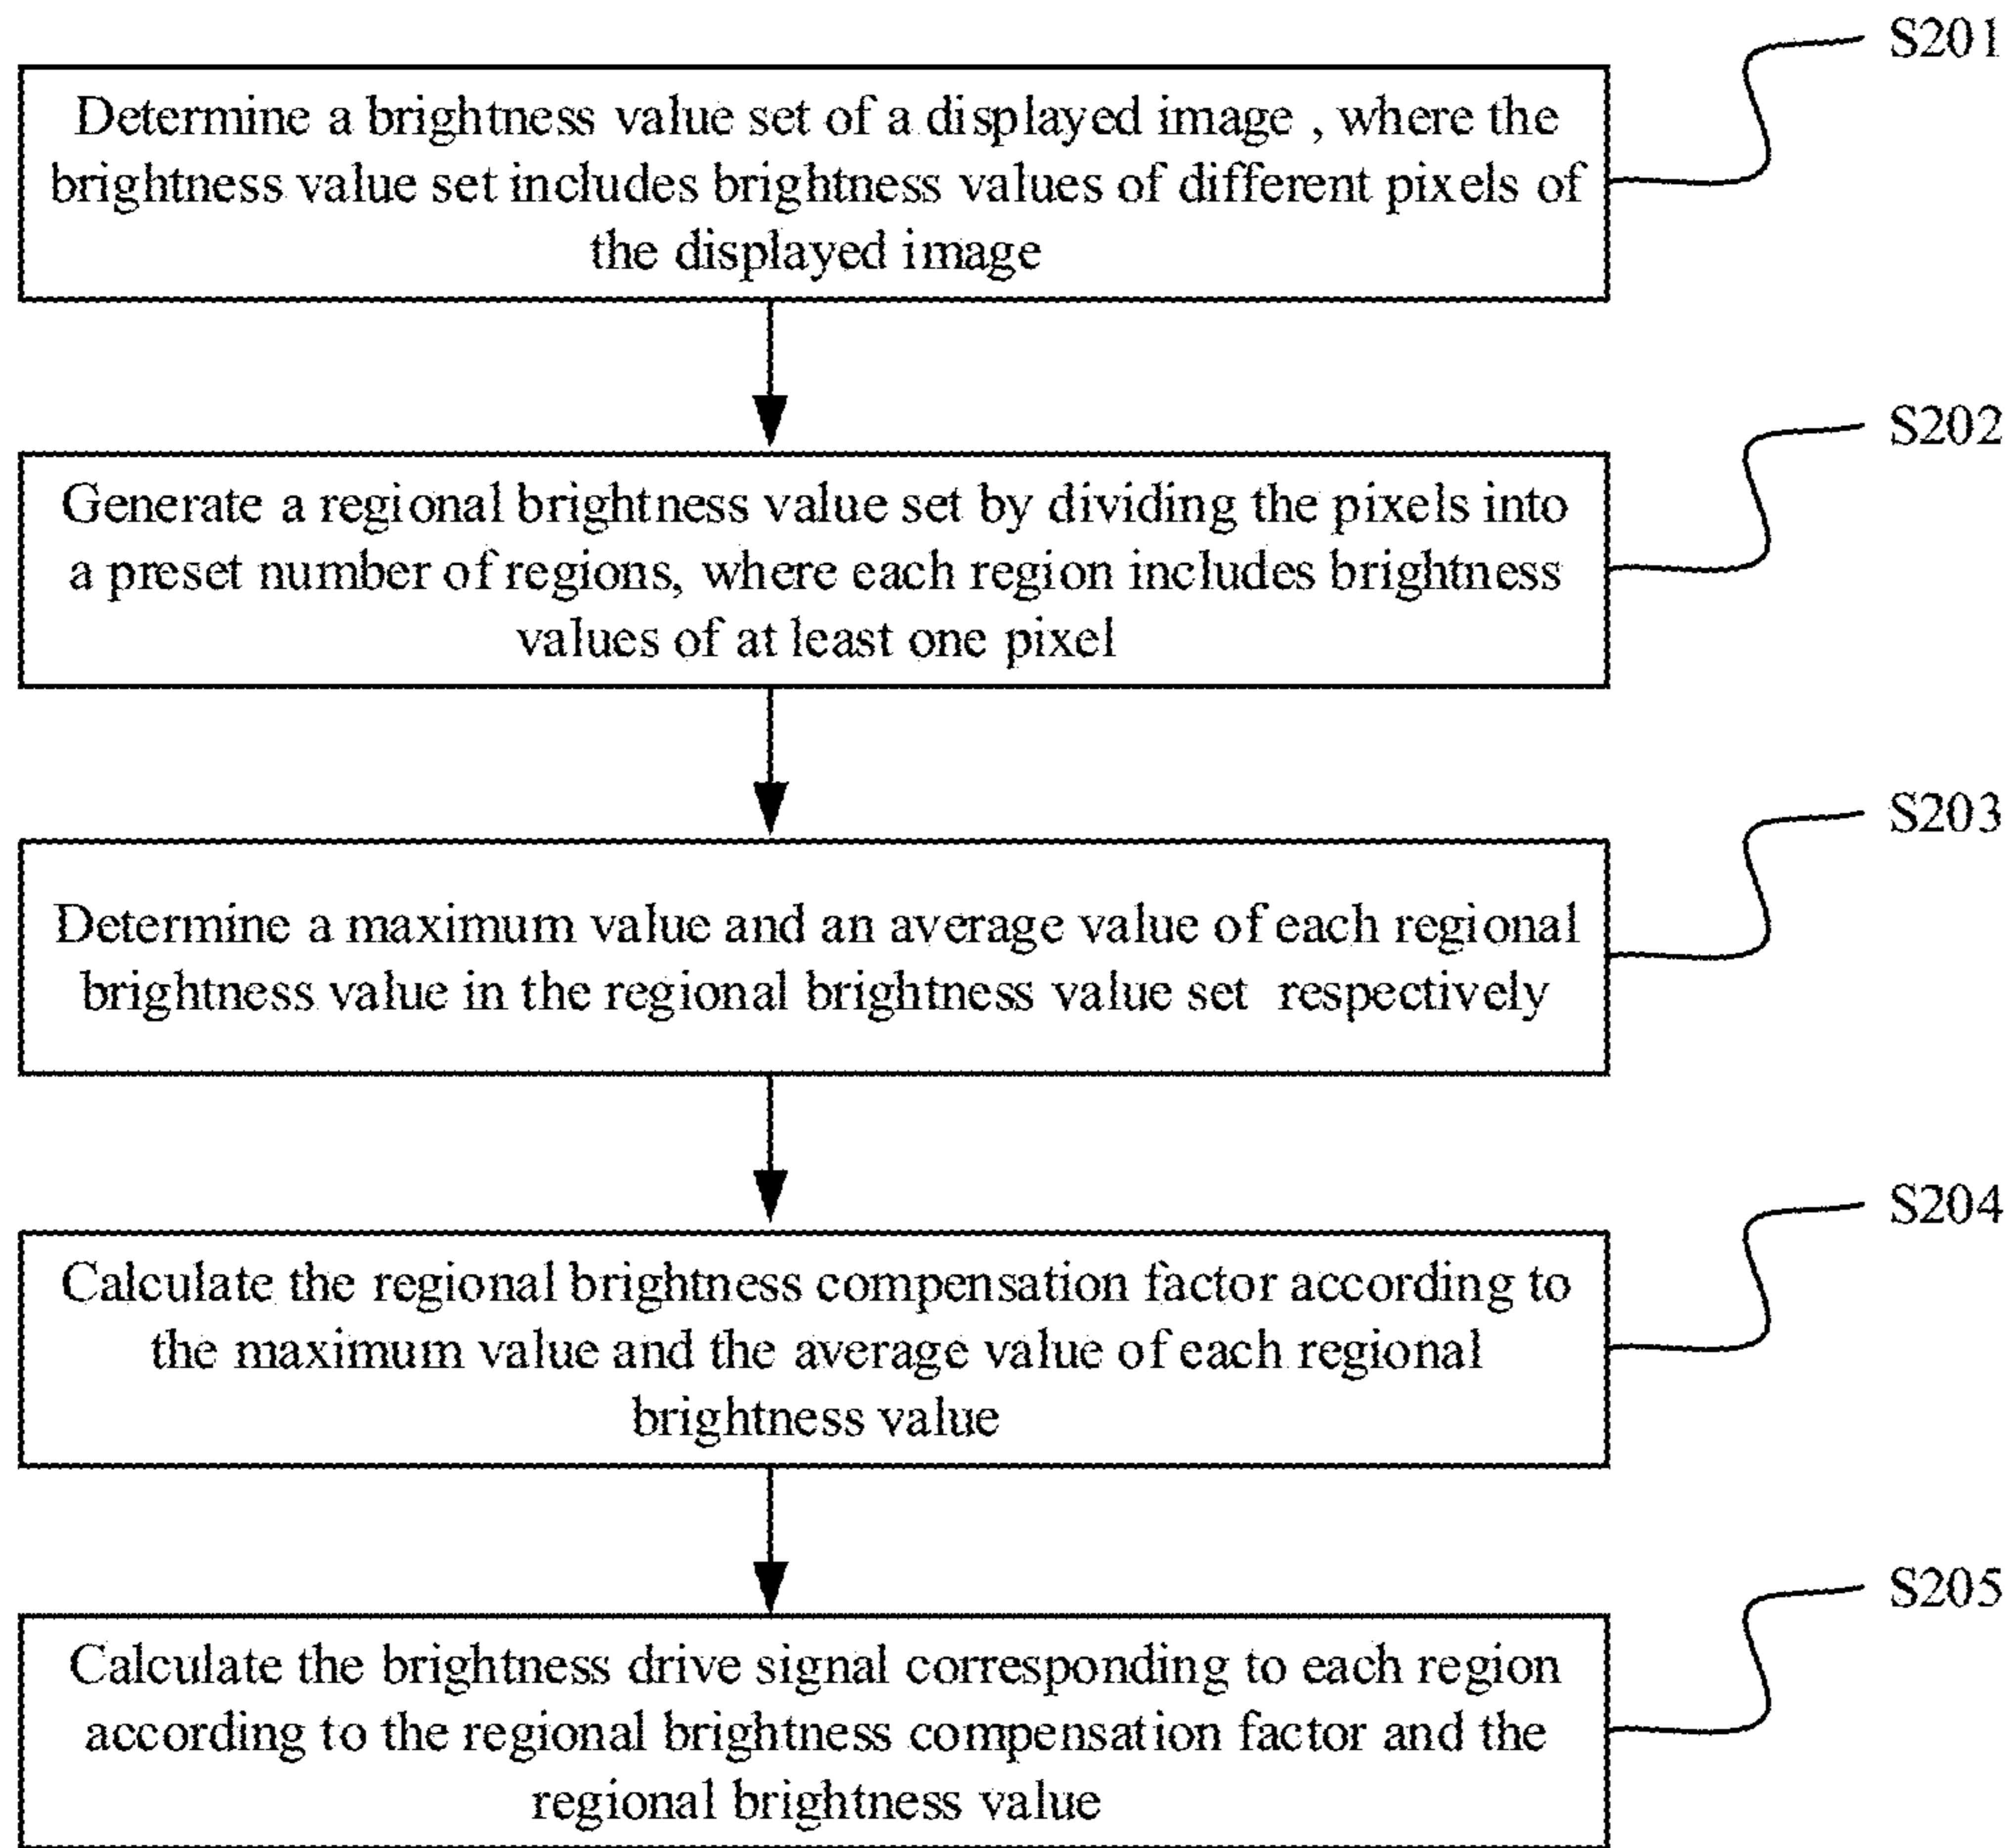 S201
Determine a brightness value set of a displayed image , where the
brightness value set includes brightness values of different pixels of
the displayed image
S202
Generate a regional brightness value set by dividing the pixels into
a preset number of regions, where each region includes brightness
values of at least one pixel
S203
Determine a maximum value and an average value of each regional
brightness value in the regional brightness value set respectively
S204
Calculate the regional brightness compensation factor according to
the maximum value and the average value of each regional
brightness value
S205
Calculate the brightness drive signal corresponding to each region
according to the regional brightness compensation factor and the
regional brightness value